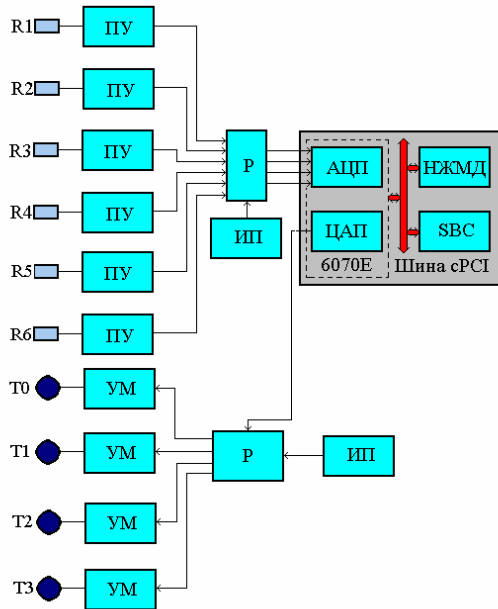 R1 ПУ
R2 ПУ
R3 ПУ
R4 ПУ
R5 ПУ
R6 ПУ
Р
ИП
АЦП
ЦАП
6070Е
НЖМД
SBC
Шина cPCI
T0 УМ
T1 УМ
T2 УМ
T3 УМ
Р
ИП